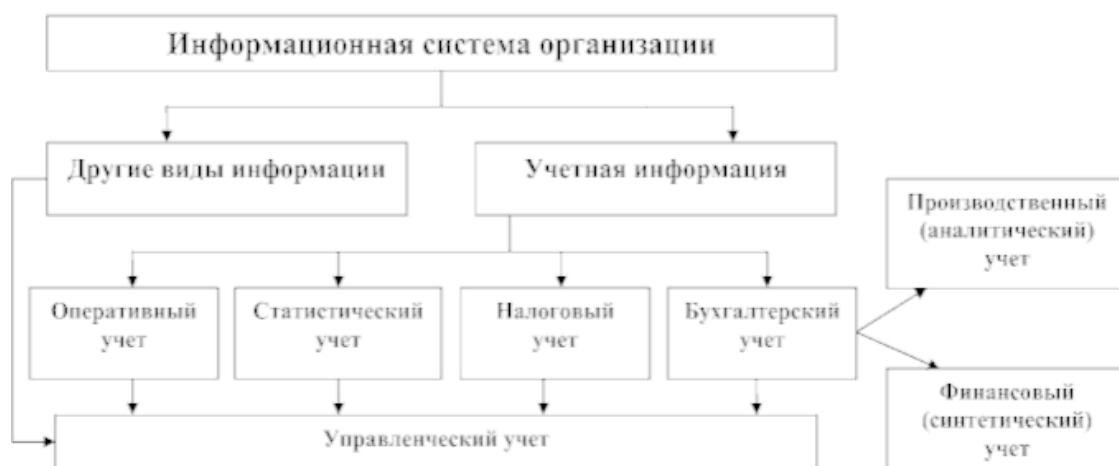 Информационная система организации
Другие виды информации
Учетная информация
Производственный
(аналитический)
учет
Оперативный
учет
Статистический
учет
Налоговый
учет
Бухгалтерский
учет
Финансовый
(синтетический)
учет
Управленческий учет